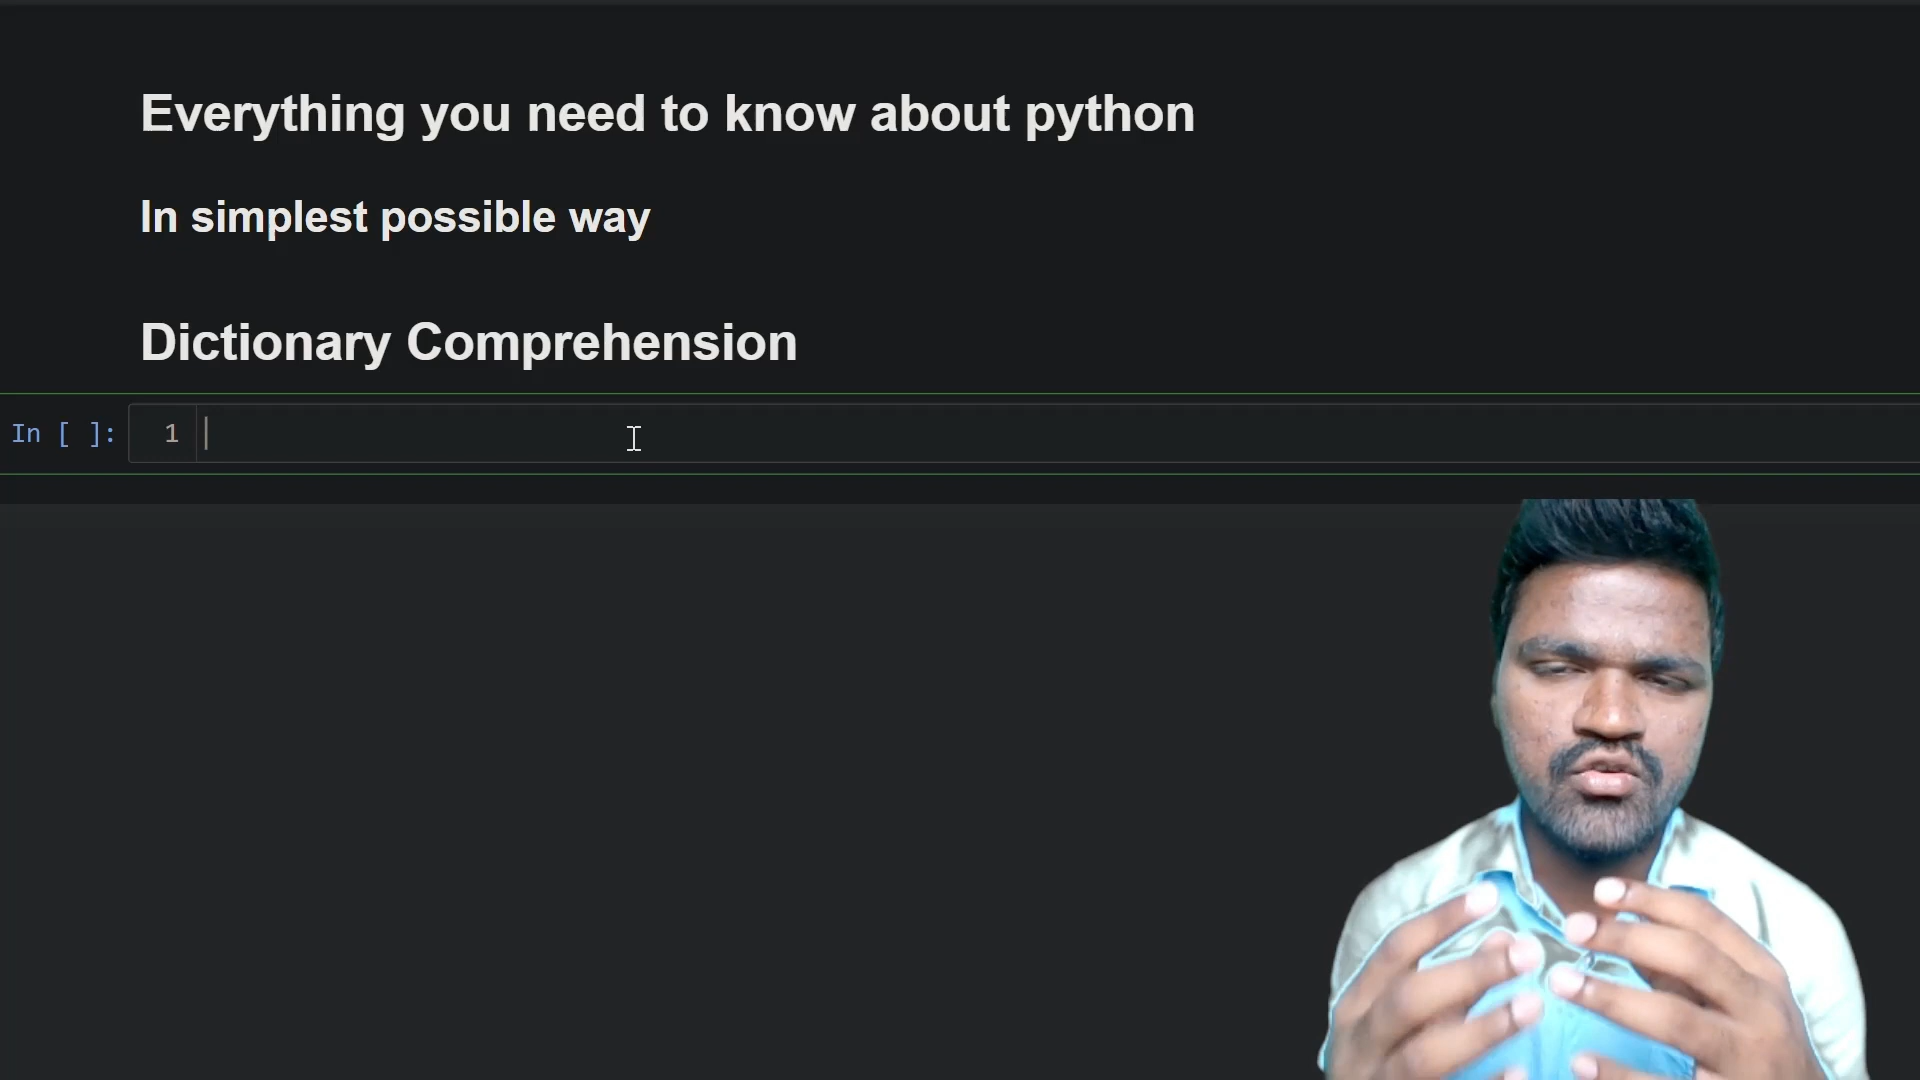 Everything you need to know about python
In simplest possible way
Dictionary Comprehension
In [ ]: 1